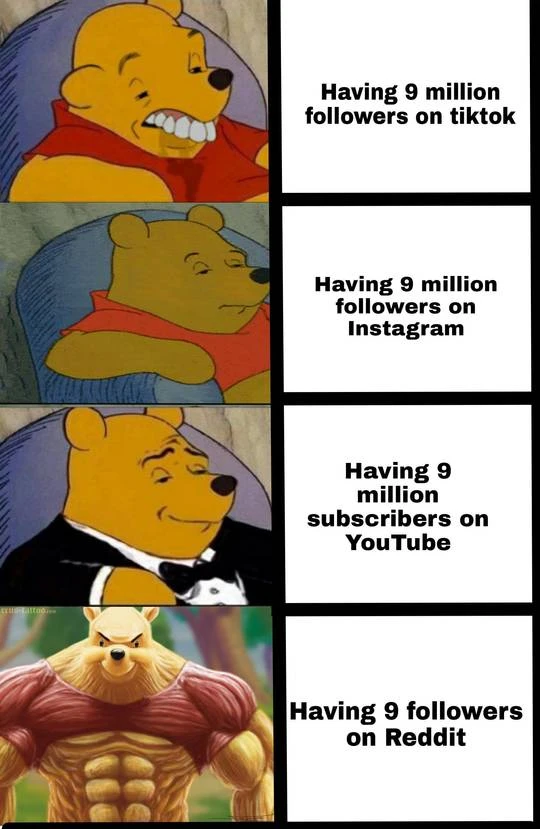 Having 9 million
followers on tiktok
Having 9 million
followers on
Instagram
Having 9
million
subscribers on
YouTube
Having 9 followers
on Reddit